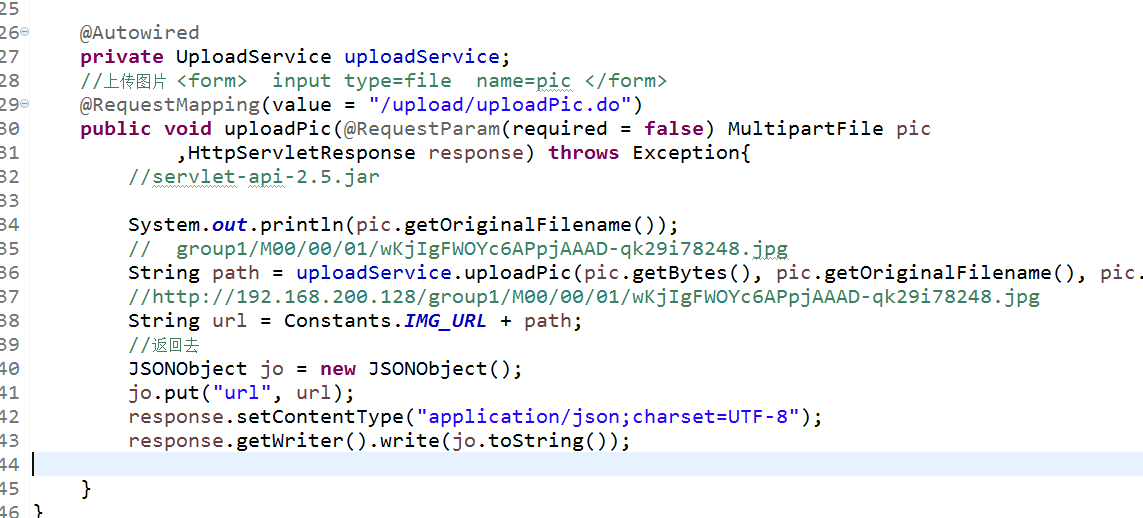 25
26    @Autowired
27    private UploadService uploadService;
28    //上传图片 <form>  input type=file  name=pic </form>
29    @RequestMapping(value = "/upload/uploadPic.do")
30    public void uploadPic(@RequestParam(required = false) MultipartFile pic
31            ,HttpServletResponse response) throws Exception{
32        //servlet-api-2.5.jar
33
34        System.out.println(pic.getOriginalFilename());
35        //  group1/M00/00/01/wKjIgFWOYc6APpjAAAD-qk29i78248.jpg
36        String path = uploadService.uploadPic(pic.getBytes(), pic.getOriginalFilename(), pic.
37        //http://192.168.200.128/group1/M00/00/01/wKjIgFWOYc6APpjAAAD-qk29i78248.jpg
38        String url = Constants.IMG_URL + path;
39        //返回去
40        JSONObject jo = new JSONObject();
41        jo.put("url", url);
42        response.setContentType("application/json;charset=UTF-8");
43        response.getWriter().write(jo.toString());
44
45    }
46 }